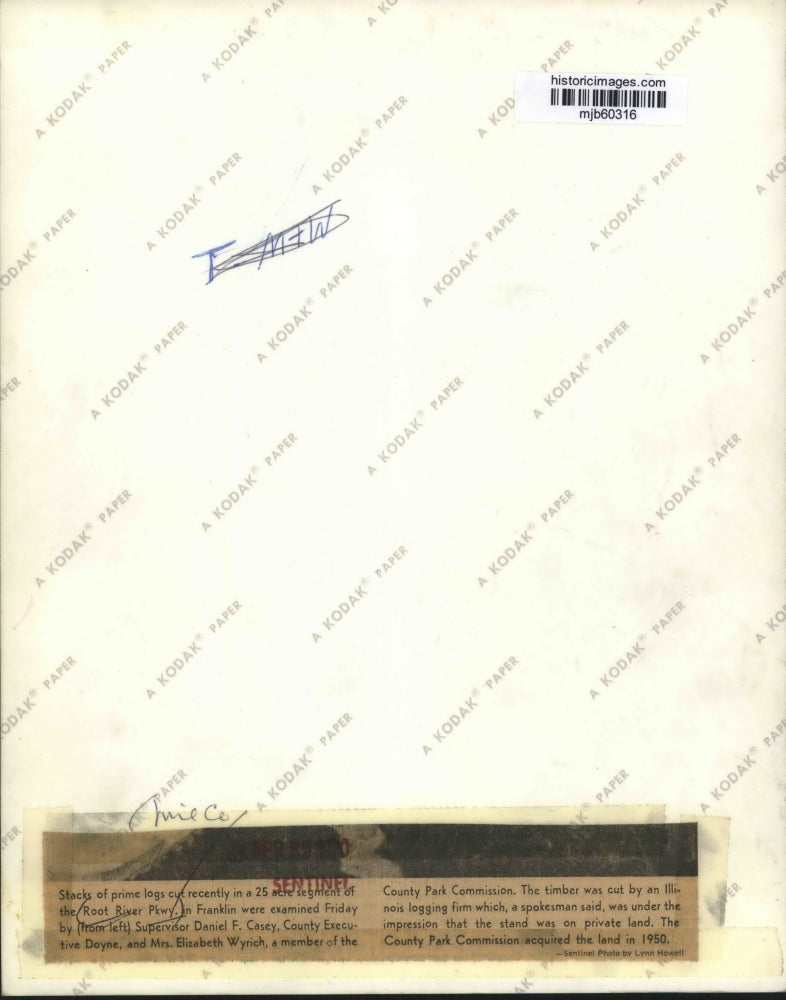 historicimages.com
mjb60316
A KODAK® PAPER
Mil Co
SENTINEL
Stacks of prime logs cut recently in a 25 acre segment of
the Root River Pkwy. in Franklin were examined Friday
by (from left) Supervisor Daniel F. Casey, County Execu-
tive Doyne, and Mrs. Elizabeth Wyrich, a member of the
County Park Commission. The timber was cut by an Illi-
nois logging firm which, a spokesman said, was under the
impression that the stand was on private land. The
County Park Commission acquired the land in 1950.
—Sentinel Photo by Lynn Howell